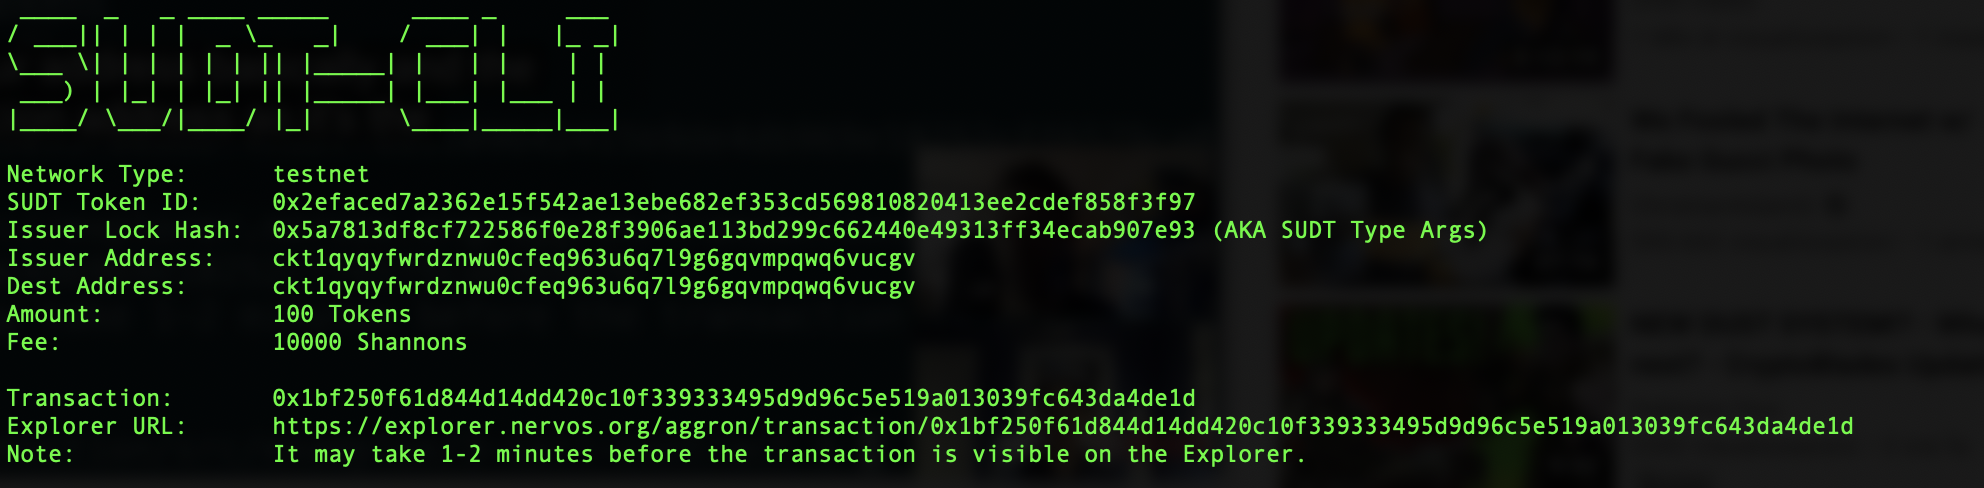 SUDT-CLI
Network Type: testnet
SUDT Token ID: 0x2efaced7a2362e15f542ae13ebe682ef353cd569810820413ee2cdef858f3f97
Issuer Lock Hash: 0x5a7813df8cf722586f0e28f3906ae113bd299c662440e49313ff34ecab907e93 (AKA SUDT Type Args)
Issuer Address: ckt1qyqyfwrdznwu0cfeq963u6q7l9g6gqvmpqwq6vucgv
Dest Address: ckt1qyqyfwrdznwu0cfeq963u6q7l9g6gqvmpqwq6vucgv
Amount: 100 Tokens
Fee: 10000 Shannons
Transaction: 0x1bf250f61d844d14dd420c10f339333495d9d96c5e519a013039fc643da4de1d
Explorer URL: https://explorer.nervos.org/aggron/transaction/0x1bf250f61d844d14dd420c10f339333495d9d96c5e519a013039fc643da4de1d
Note: It may take 1-2 minutes before the transaction is visible on the Explorer.